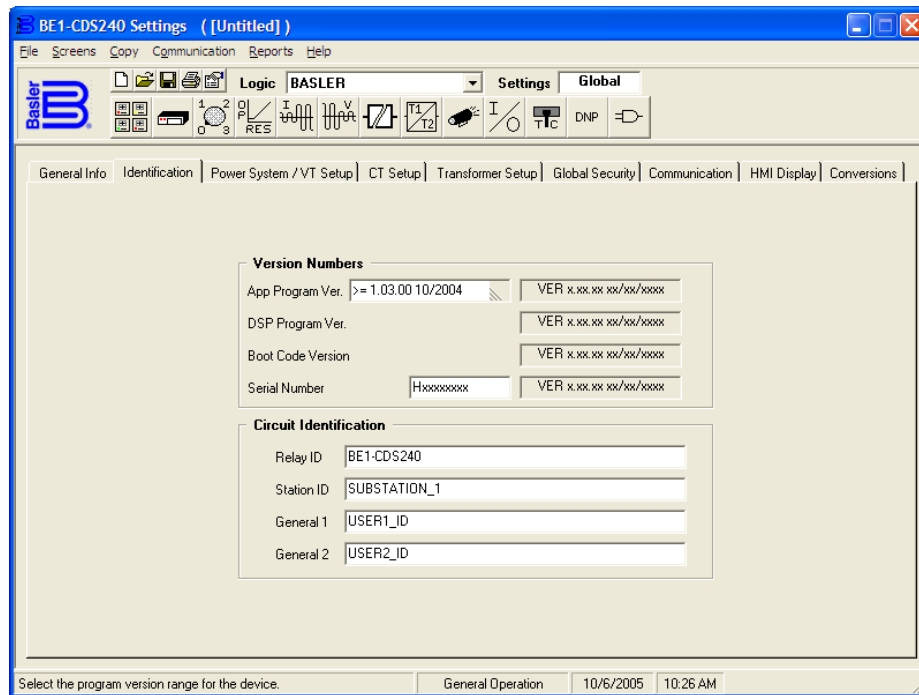 BE1-CDS240 Settings ( [Untitled] )
File Screens Copy Communication Reports Help
Basler
Logic BASLER Settings Global
1 2 0 3 O P RES I V T1 T2 I O TTC DNP
General Info Identification Power System / VT Setup CT Setup Transformer Setup Global Security Communication HMI Display Conversions
Version Numbers
App Program Ver. >= 1.03.00 10/2004 VER x.xx.xx xx/xx/xxxx
DSP Program Ver. VER x.xx.xx xx/xx/xxxx
Boot Code Version VER x.xx.xx xx/xx/xxxx
Serial Number Hxxxxxxxx VER x.xx.xx xx/xx/xxxx
Circuit Identification
Relay ID BE1-CDS240
Station ID SUBSTATION_1
General 1 USER1_ID
General 2 USER2_ID
Select the program version range for the device. General Operation 10/6/2005 10:26 AM